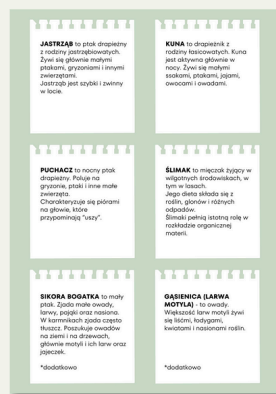 JASTRZĄB to ptak drapieżny
z rodziny jastrzębiowatych.
Żywi się głównie małymi
ptakami, gryzoniami i innymi
zwierzętami.
Jastrząb jest szybki i zwinny
w locie.
KUNA to drapieżnik z
rodziny łasicowatych. Kuna
jest aktywna głównie w
nocy. Żywi się małymi
ssakami, ptakami, jajami,
owocami i owadami.
PUCHACZ to nocny ptak
drapieżny. Poluje na
gryzonie, ptaki i inne małe
zwierzęta.
Charakteryzuje się piórami
na głowie, które
przypominają "uszy".
ŚLIMAK to mięczak żyjący w
wilgotnych środowiskach, w
tym w lasach.
Jego dieta składa się z
roślin, glonów i różnych
odpadów.
Ślimaki pełnią istotną rolę w
rozkładzie organicznej
materii.
SIKORA BOGATKA to mały
ptak. Zjada małe owady,
larwy, pająki oraz nasiona.
W karmnikach zjada często
tłuszcz. Poszukuje owadów
na ziemi i na drzewach,
głównie motyli i ich larw oraz
jajeczek.
*dodatkowo
GĄSIENICA (LARWA
MOTYLA) - to owady.
Większość larw motyli żywi
się liśćmi, łodygami,
kwiatami i nasionami roślin.
*dodatkowo